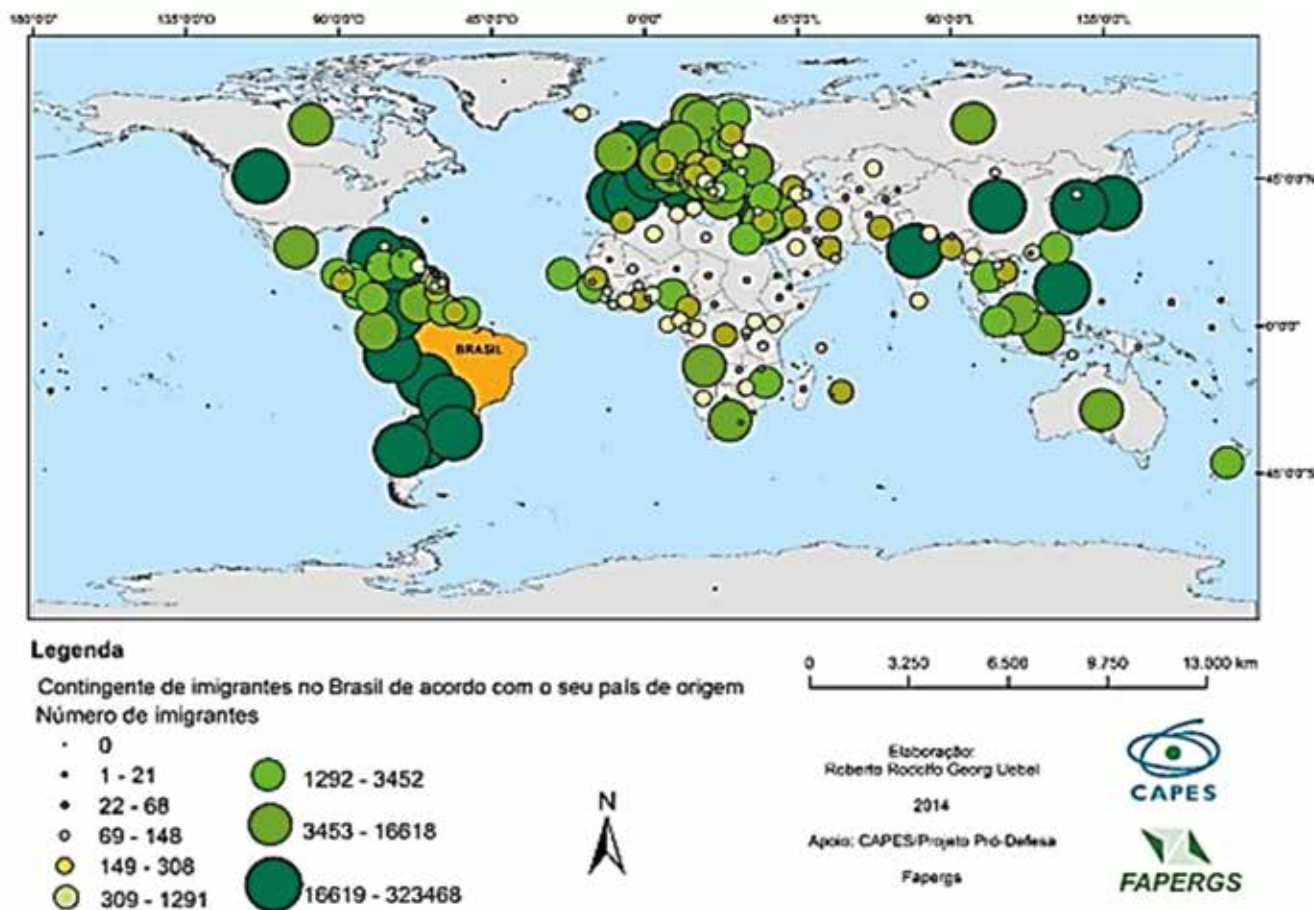 180°0'0"
135°0'0"O
90°0'0"O
45°0'0"O
0°0'0"
45°0'0"L
90°0'0"L
135°0'0"L
45°0'0"N
0°0'0"
45°0'0"S
BRASIL
Legenda
Contingente de imigrantes no Brasil de acordo com o seu país de origem
Número de imigrantes
0
1 - 21
22 - 68
69 - 148
149 - 308
309 - 1291
1292 - 3452
3453 - 16618
16619 - 323468
N
0 3.250 6.500 9.750 13.000 km
Elaboração:
Roberto Rodolfo Georg Uebel
2014
Apoio: CAPES/Projeto Pró-Defesa
Fapergs
CAPES
FAPERGS